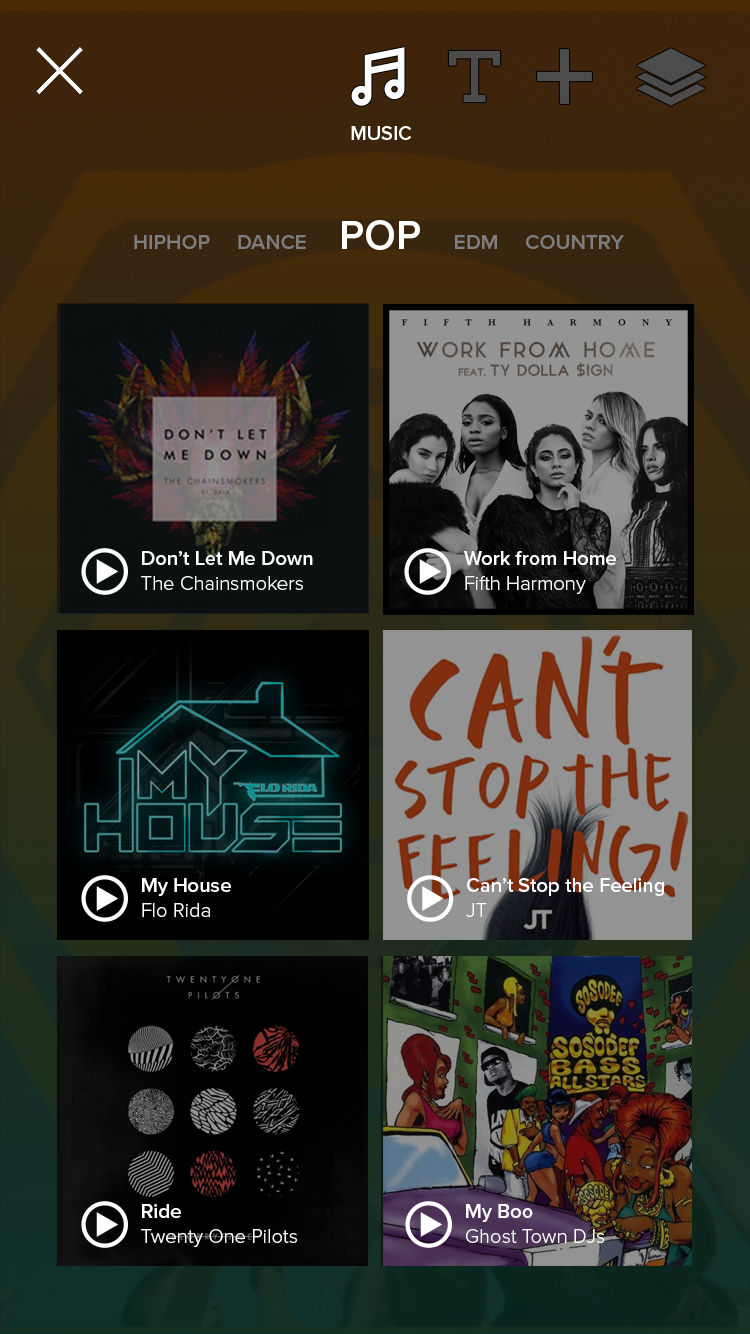 MUSIC
HIPHOP DANCE POP EDM COUNTRY
DON'T LET
ME DOWN
THE CHAINSMOKERS
FT. DAYA
Don't Let Me Down
The Chainsmokers
FIFTH HARMONY
WORK FROM HOME
FEAT. TY DOLLA $IGN
Work from Home
Fifth Harmony
MY
FLO RIDA
HOUSE
My House
Flo Rida
CAN'T
STOP THE
FEELING!
Can't Stop the Feeling
JT
JT
TWENTY ONE
PILOTS
Ride
Twenty One Pilots
SOSODEF
SOSODEF
BASS
ALL STARS
SOSODEF
My Boo
Ghost Town DJs